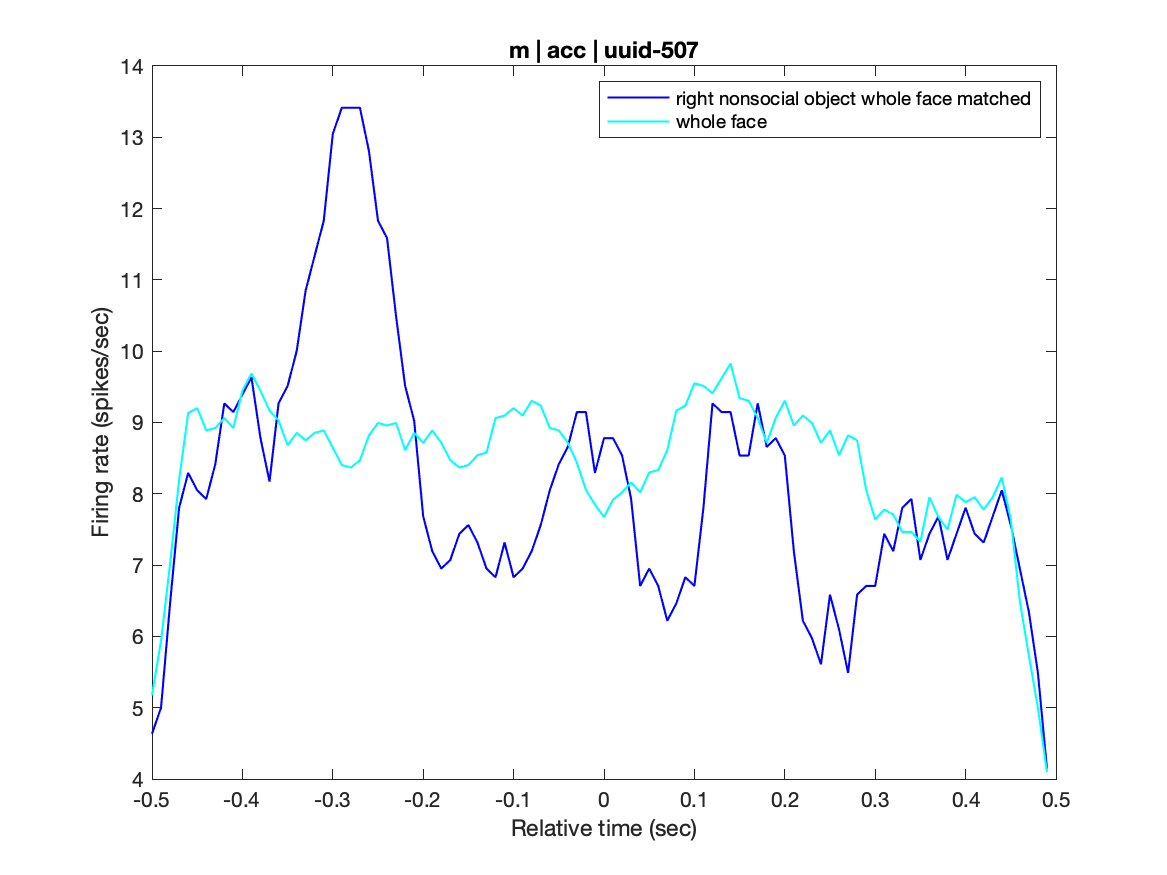 m | acc | uuid-507
right nonsocial object whole face matched
whole face
Firing rate (spikes/sec)
14
13
12
11
10
9
8
7
6
5
4
-0.5 -0.4 -0.3 -0.2 -0.1 0 0.1 0.2 0.3 0.4 0.5
Relative time (sec)